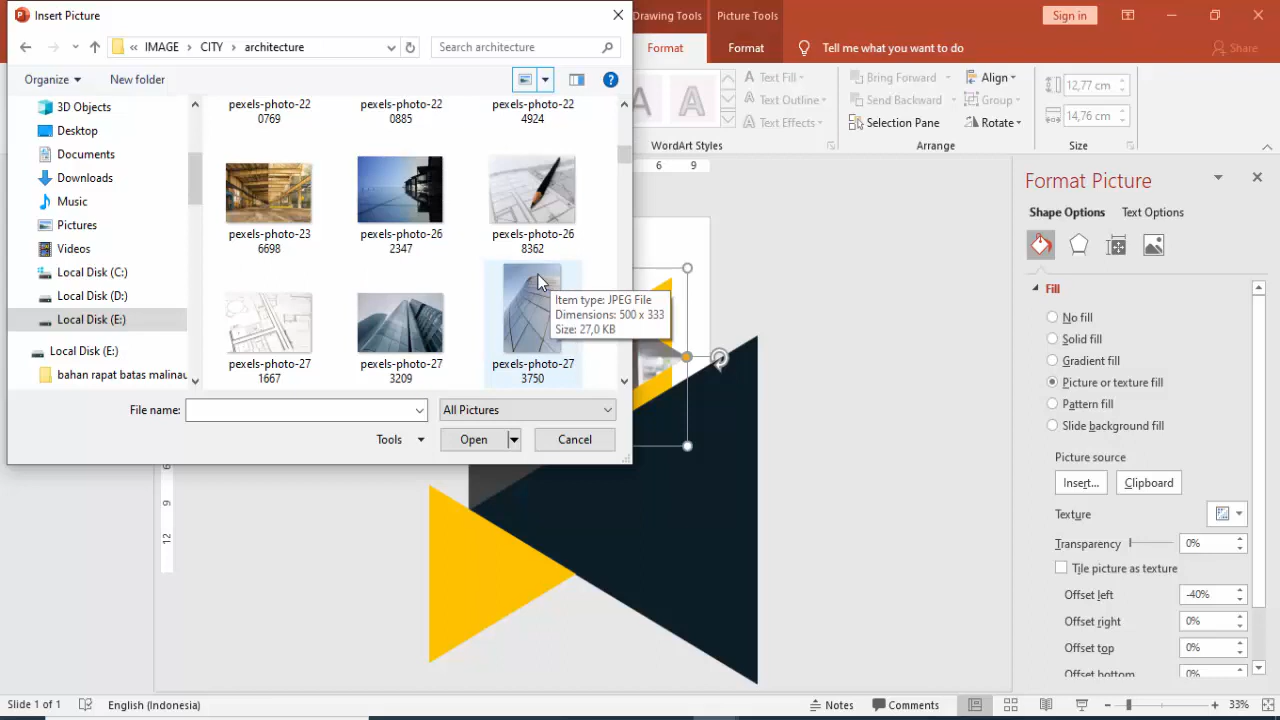 Insert Picture
Drawing Tools
Picture Tools
Sign in
« IMAGE > CITY > architecture
Search architecture
Format
Format
Tell me what you want to do
Share
Organize
New folder
3D Objects
Desktop
Documents
Downloads
Music
Pictures
Videos
Local Disk (C:)
Local Disk (D:)
Local Disk (E:)
Local Disk (E:)
bahan rapat batas malinau
pexels-photo-22
0769
pexels-photo-22
0885
pexels-photo-22
4924
pexels-photo-23
6698
pexels-photo-26
2347
pexels-photo-26
8362
pexels-photo-27
1667
pexels-photo-27
3209
pexels-photo-27
3750
Item type: JPEG File
Dimensions: 500 x 333
Size: 27,0 KB
File name:
All Pictures
Tools
Open
Cancel
A
A
Text Fill
Text Outline
Text Effects
WordArt Styles
Bring Forward
Send Backward
Selection Pane
Align
Group
Rotate
Arrange
12,77 cm
14,76 cm
Size
6 9
6
9
12
Format Picture
Shape Options
Text Options
Fill
No fill
Solid fill
Gradient fill
Picture or texture fill
Pattern fill
Slide background fill
Picture source
Insert...
Clipboard
Texture
Transparency
0%
Tile picture as texture
Offset left
-40%
Offset right
0%
Offset top
0%
Offset bottom
0%
Slide 1 of 1
English (Indonesia)
Notes
Comments
33%